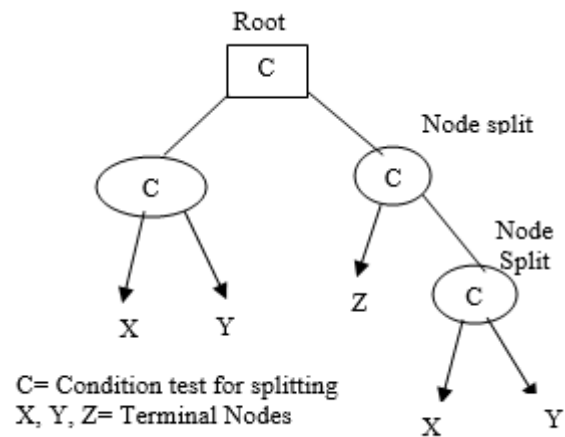 Root
C
Node split
C
C
Node
Split
Z
C
X
Y
C= Condition test for splitting
X, Y, Z= Terminal Nodes
X
Y